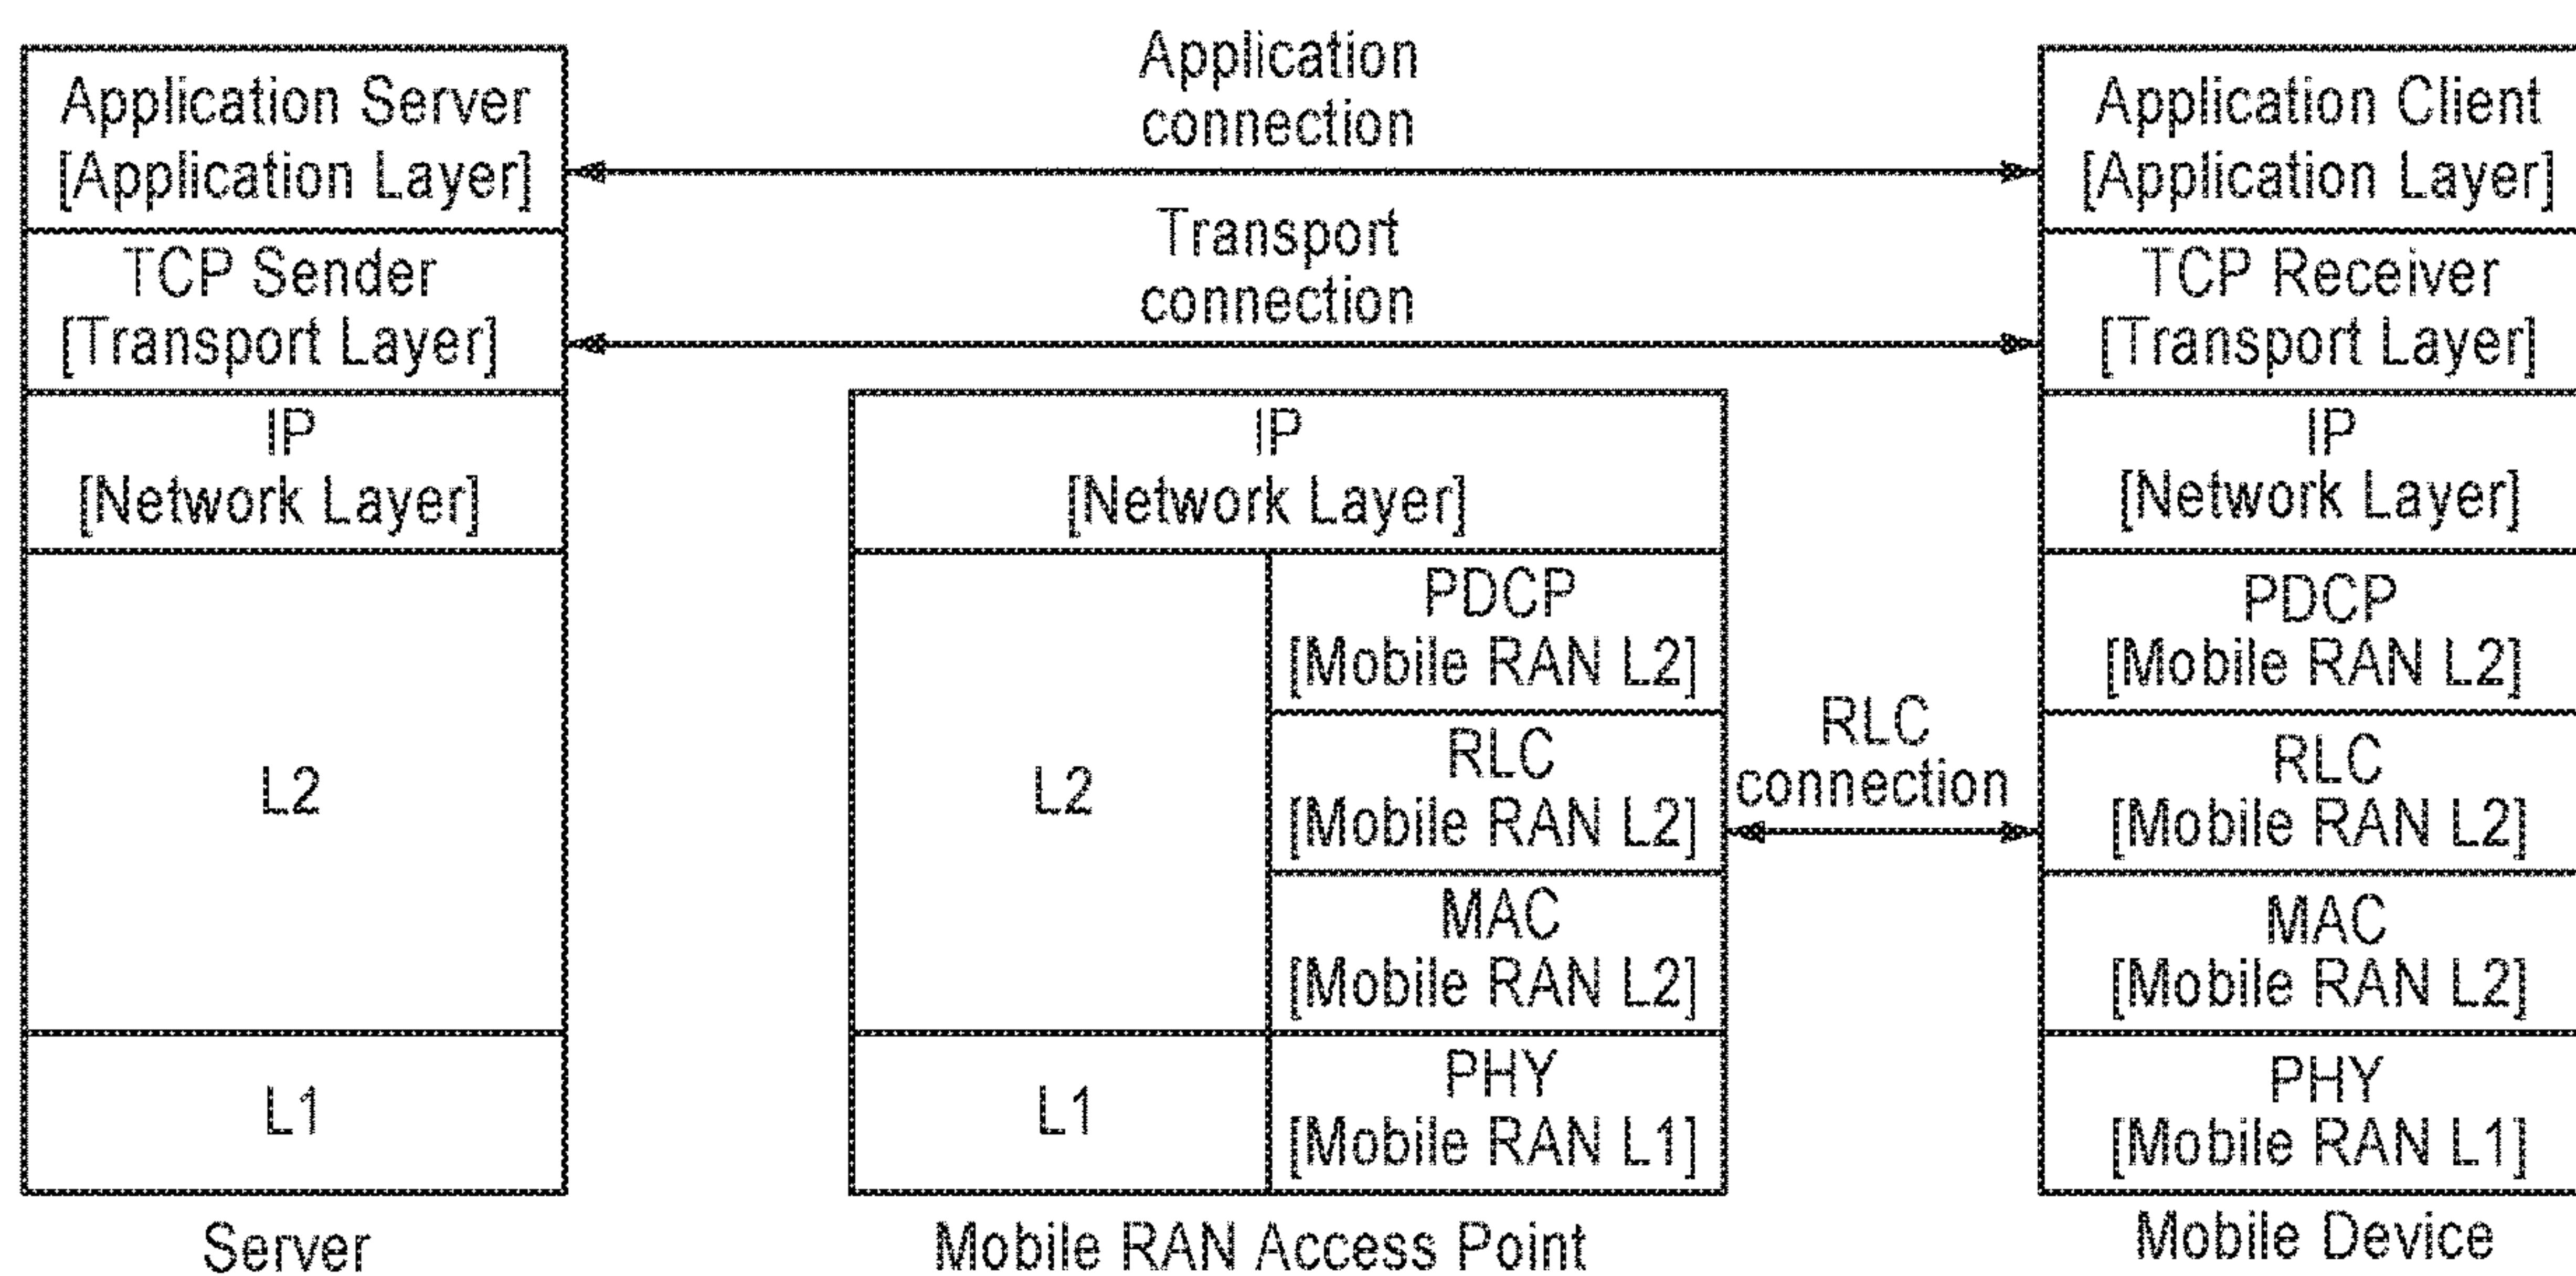 Application Server
[Application Layer]
TCP Sender
[Transport Layer]
IP
[Network Layer]
L2
L1
Server
Application
connection
Transport
connection
IP
[Network Layer]
L2
L1
PDCP
[Mobile RAN L2]
RLC
[Mobile RAN L2]
MAC
[Mobile RAN L2]
PHY
[Mobile RAN L1]
Mobile RAN Access Point
RLC
connection
Application Client
[Application Layer]
TCP Receiver
[Transport Layer]
IP
[Network Layer]
PDCP
[Mobile RAN L2]
RLC
[Mobile RAN L2]
MAC
[Mobile RAN L2]
PHY
[Mobile RAN L1]
Mobile Device